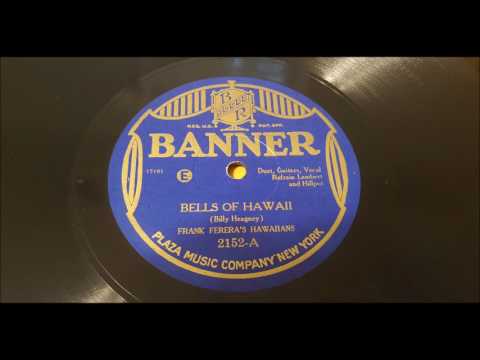 B
R
REG. U.S. PAT. OFF.
BANNER
17161
E
Duet, Guitars, Vocal
Refrain Lambert
and Hillpot
BELLS OF HAWAII
(Billy Heagney)
FRANK FERERA'S HAWAIIANS
2152-A
PLAZA MUSIC COMPANY NEW YORK